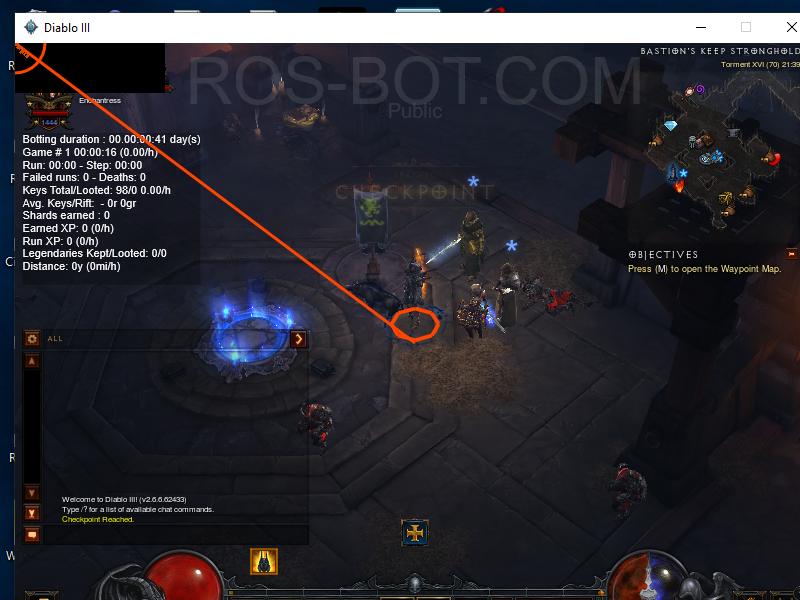 Diablo III
BASTION'S KEEP STRONGHOLD
Torment XVI (70) 21:39
ROS-BOT.COM
Public
Enchantress
1444
Botting duration : 00.00:00:41 day(s)
Game # 1 00:00:16 (0.00/h)
Run: 00:00 - Step: 00:00
Failed runs: 0 - Deaths: 0
Keys Total/Looted: 98/0 0.00/h
Avg. Keys/Rift:  - 0r 0gr
Shards earned : 0
Earned XP: 0 (0/h)
Run XP: 0 (0/h)
Legendaries Kept/Looted: 0/0
Distance: 0y (0mi/h)
CHECKPOINT
OBJECTIVES
Press (M) to open the Waypoint Map.
ALL
Welcome to Diablo III! (v2.6.6.62433)
Type /? for a list of available chat commands.
Checkpoint Reached.